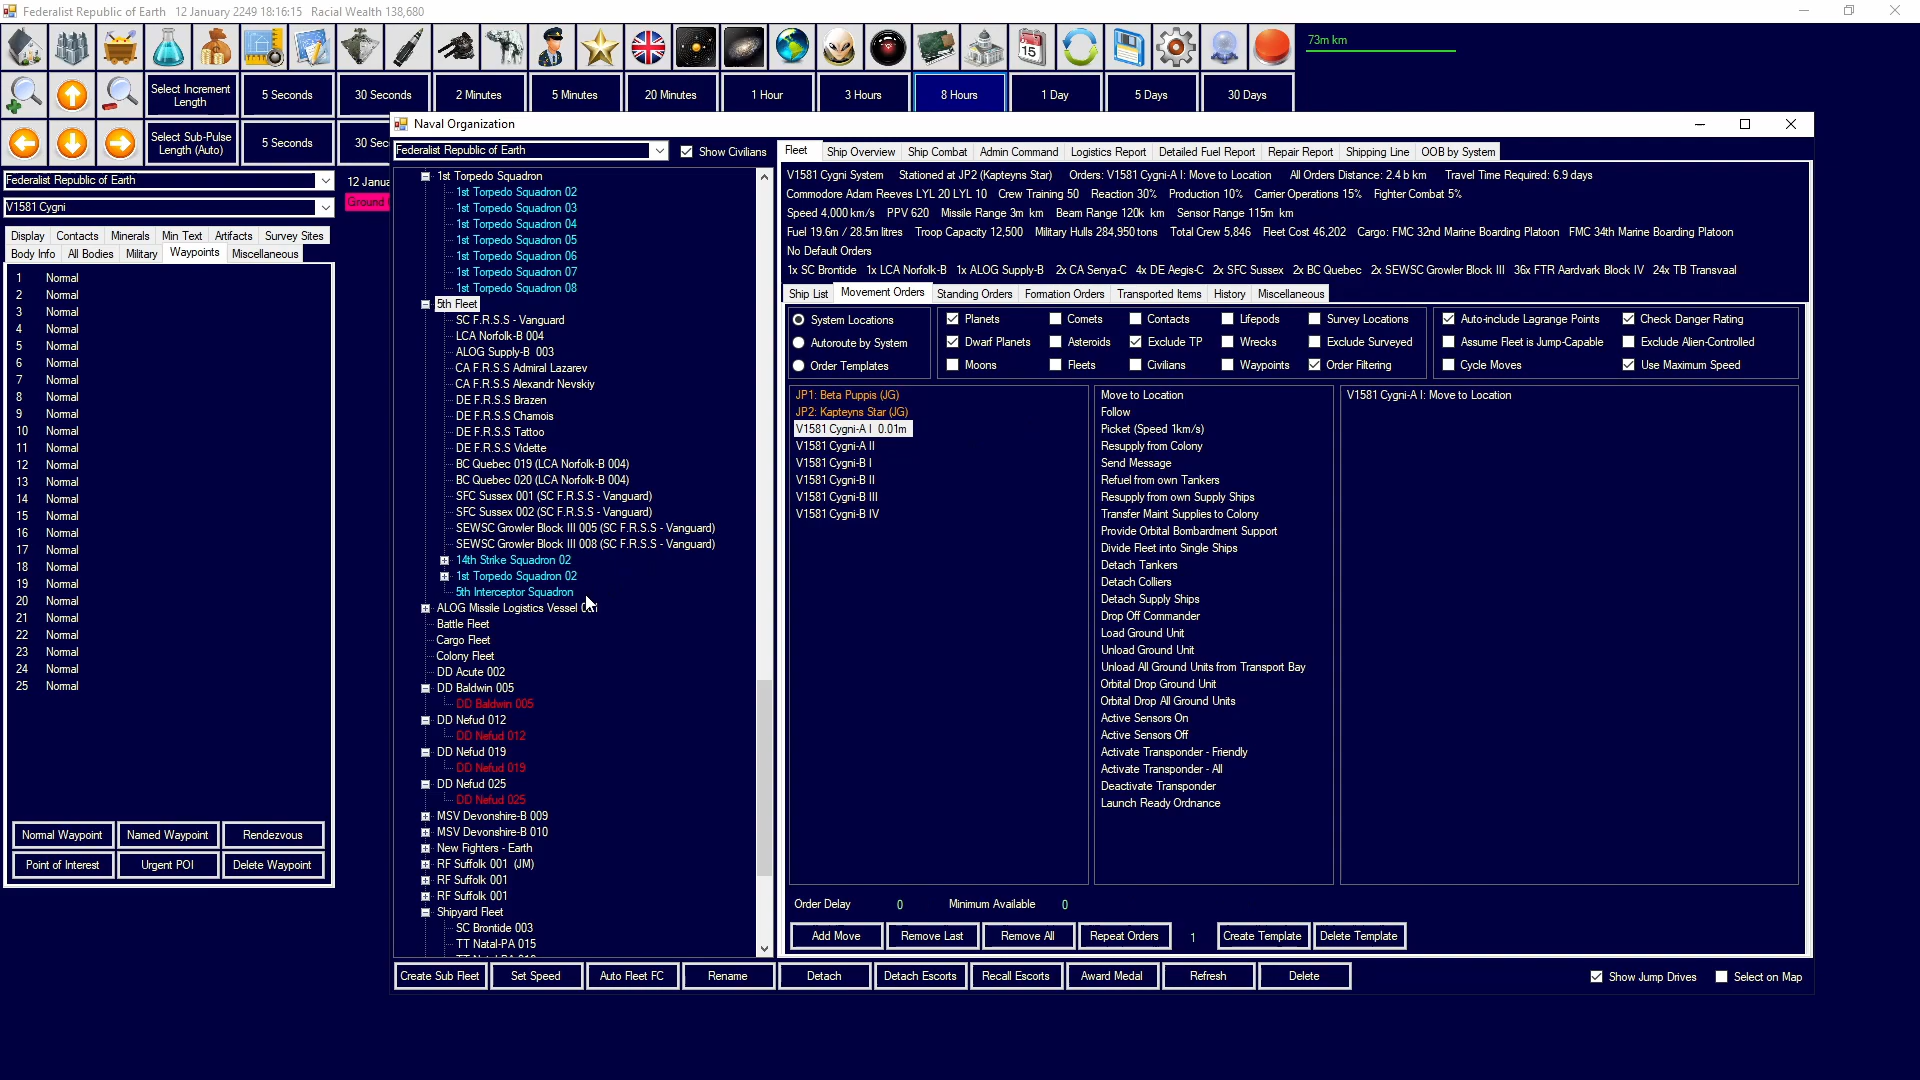 Federalist Republic of Earth   12 January 2249 18:16:15   Racial Wealth 138,680
73m km
Select Increment Length
5 Seconds
30 Seconds
2 Minutes
5 Minutes
20 Minutes
1 Hour
3 Hours
8 Hours
1 Day
5 Days
30 Days
Select Sub-Pulse Length (Auto)
5 Seconds
30 Sec
Naval Organization
Federalist Republic of Earth
12 Janua
V1581 Cygni
Ground
Display
Contacts
Minerals
Min Text
Artifacts
Survey Sites
Body Info
All Bodies
Military
Waypoints
Miscellaneous
1 Normal
2 Normal
3 Normal
4 Normal
5 Normal
6 Normal
7 Normal
8 Normal
9 Normal
10 Normal
11 Normal
12 Normal
13 Normal
14 Normal
15 Normal
16 Normal
17 Normal
18 Normal
19 Normal
20 Normal
21 Normal
22 Normal
23 Normal
24 Normal
25 Normal
Normal Waypoint
Named Waypoint
Rendezvous
Point of Interest
Urgent POI
Delete Waypoint
Federalist Republic of Earth
Show Civilians
1st Torpedo Squadron
1st Torpedo Squadron 02
1st Torpedo Squadron 03
1st Torpedo Squadron 04
1st Torpedo Squadron 05
1st Torpedo Squadron 06
1st Torpedo Squadron 07
1st Torpedo Squadron 08
5th Fleet
SC F.R.S.S - Vanguard
LCA Norfolk-B 004
ALOG Supply-B 003
CA F.R.S.S Admiral Lazarev
CA F.R.S.S Alexandr Nevskiy
DE F.R.S.S Brazen
DE F.R.S.S Chamois
DE F.R.S.S Tattoo
DE F.R.S.S Vidette
BC Quebec 019 (LCA Norfolk-B 004)
BC Quebec 020 (LCA Norfolk-B 004)
SFC Sussex 001 (SC F.R.S.S - Vanguard)
SFC Sussex 002 (SC F.R.S.S - Vanguard)
SEWSC Growler Block III 005 (SC F.R.S.S - Vanguard)
SEWSC Growler Block III 008 (SC F.R.S.S - Vanguard)
14th Strike Squadron 02
1st Torpedo Squadron 02
5th Interceptor Squadron
ALOG Missile Logistics Vessel
Battle Fleet
Cargo Fleet
Colony Fleet
DD Acute 002
DD Baldwin 005
DD Baldwin 005
DD Nefud 012
DD Nefud 012
DD Nefud 019
DD Nefud 019
DD Nefud 025
DD Nefud 025
MSV Devonshire-B 009
MSV Devonshire-B 010
New Fighters - Earth
RF Suffolk 001 (JM)
RF Suffolk 001
RF Suffolk 001
Shipyard Fleet
SC Brontide 003
TT Natal-PA 015
Fleet
Ship Overview
Ship Combat
Admin Command
Logistics Report
Detailed Fuel Report
Repair Report
Shipping Line
OOB by System
V1581 Cygni System   Stationed at JP2 (Kapteyns Star)   Orders: V1581 Cygni-A I: Move to Location   All Orders Distance: 2.4 b km   Travel Time Required: 6.9 days
Commodore Adam Reeves LYL 20 LYL 10   Crew Training 50   Reaction 30%   Production 10%   Carrier Operations 15%   Fighter Combat 5%
Speed 4,000 km/s   PPV 620   Missile Range 3m km   Beam Range 120k km   Sensor Range 115m km
Fuel 19.6m / 28.5m litres   Troop Capacity 12,500   Military Hulls 284,950 tons   Total Crew 5,846   Fleet Cost 46,202   Cargo: FMC 32nd Marine Boarding Platoon   FMC 34th Marine Boarding Platoon
No Default Orders
1x SC Brontide   1x LCA Norfolk-B   1x ALOG Supply-B   2x CA Senya-C   4x DE Aegis-C   2x SFC Sussex   2x BC Quebec   2x SEWSC Growler Block III   36x FTR Aardvark Block IV   24x TB Transvaal
Ship List
Movement Orders
Standing Orders
Formation Orders
Transported Items
History
Miscellaneous
System Locations
Autoroute by System
Order Templates
Planets
Comets
Contacts
Lifepods
Survey Locations
Dwarf Planets
Asteroids
Exclude TP
Wrecks
Exclude Surveyed
Moons
Fleets
Civilians
Waypoints
Order Filtering
Auto-include Lagrange Points
Check Danger Rating
Assume Fleet is Jump-Capable
Exclude Alien-Controlled
Cycle Moves
Use Maximum Speed
JP1: Beta Puppis (JG)
JP2: Kapteyns Star (JG)
V1581 Cygni-A I 0.01m
V1581 Cygni-A II
V1581 Cygni-B I
V1581 Cygni-B II
V1581 Cygni-B III
V1581 Cygni-B IV
Move to Location
Follow
Picket (Speed 1km/s)
Resupply from Colony
Send Message
Refuel from own Tankers
Resupply from own Supply Ships
Transfer Maint Supplies to Colony
Provide Orbital Bombardment Support
Divide Fleet into Single Ships
Detach Tankers
Detach Colliers
Detach Supply Ships
Drop Off Commander
Load Ground Unit
Unload Ground Unit
Unload All Ground Units from Transport Bay
Orbital Drop Ground Unit
Orbital Drop All Ground Units
Active Sensors On
Active Sensors Off
Activate Transponder - Friendly
Activate Transponder - All
Deactivate Transponder
Launch Ready Ordnance
V1581 Cygni-A I: Move to Location
Order Delay 0 Minimum Available 0
Add Move
Remove Last
Remove All
Repeat Orders
1
Create Template
Delete Template
Create Sub Fleet
Set Speed
Auto Fleet FC
Rename
Detach
Detach Escorts
Recall Escorts
Award Medal
Refresh
Delete
Show Jump Drives
Select on Map